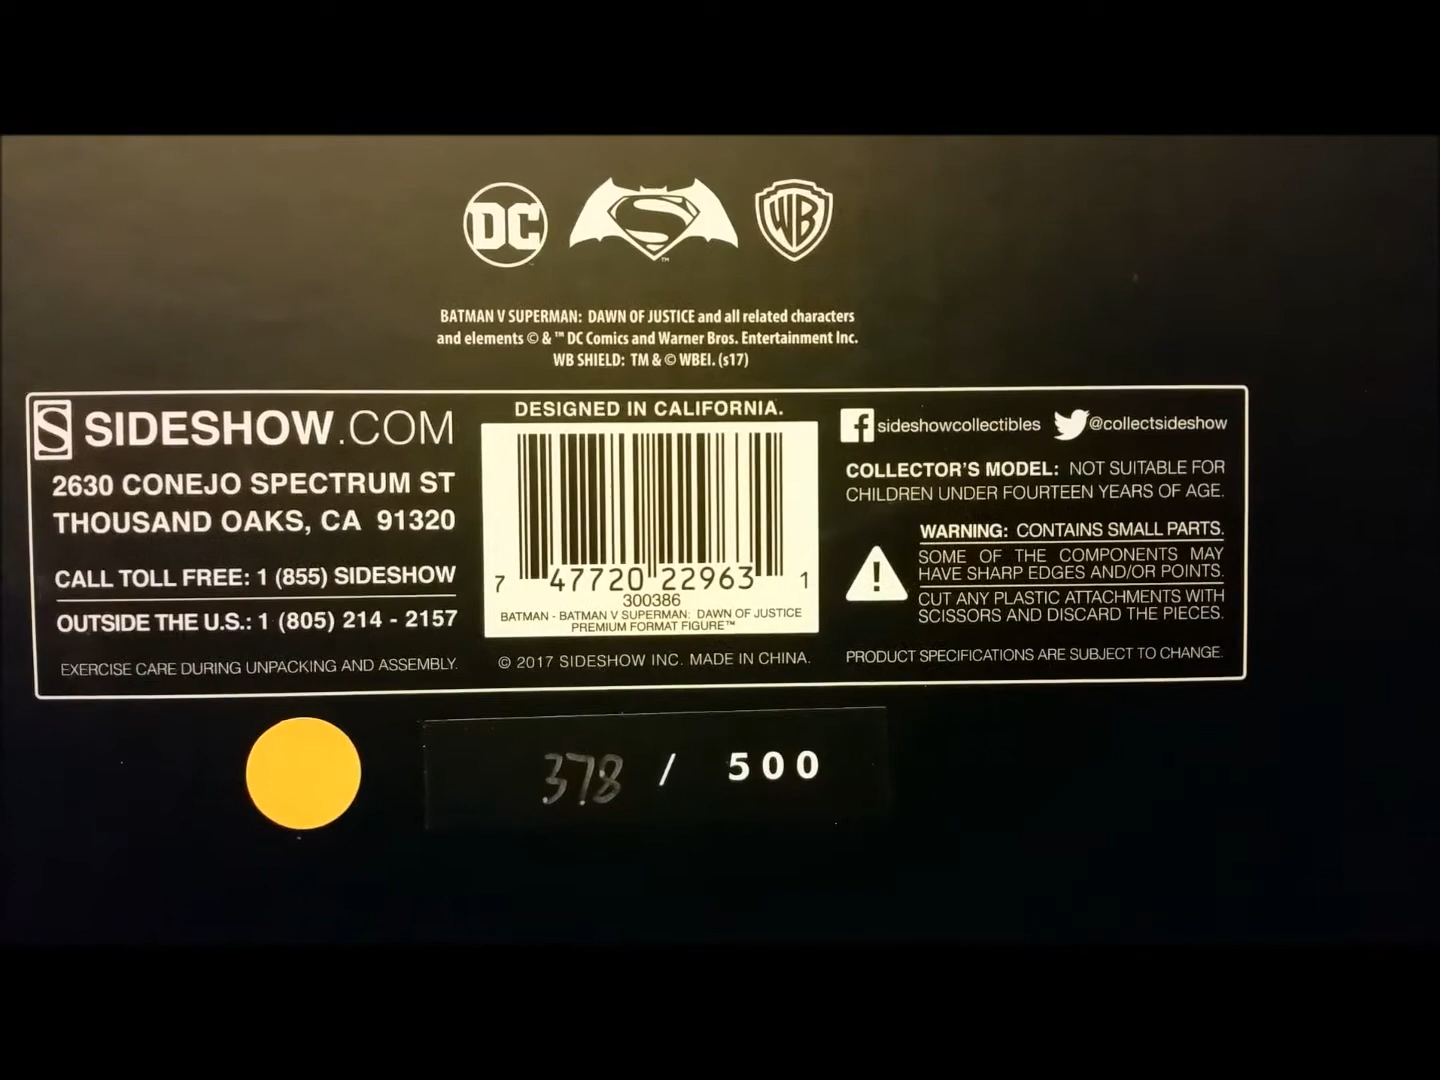 DC
S
™
WB
BATMAN V SUPERMAN: DAWN OF JUSTICE and all related characters
and elements © & ™ DC Comics and Warner Bros. Entertainment Inc.
WB SHIELD: TM & © WBEI. (s17)
S SIDESHOW.COM
2630 CONEJO SPECTRUM ST
THOUSAND OAKS, CA 91320
CALL TOLL FREE: 1 (855) SIDESHOW
OUTSIDE THE U.S.: 1 (805) 214 - 2157
EXERCISE CARE DURING UNPACKING AND ASSEMBLY.
DESIGNED IN CALIFORNIA.
7 47720 22963 1
300386
BATMAN - BATMAN V SUPERMAN: DAWN OF JUSTICE
PREMIUM FORMAT FIGURE™
© 2017 SIDESHOW INC. MADE IN CHINA.
f sideshowcollectibles @collectsideshow
COLLECTOR'S MODEL: NOT SUITABLE FOR
CHILDREN UNDER FOURTEEN YEARS OF AGE.
WARNING: CONTAINS SMALL PARTS.
SOME OF THE COMPONENTS MAY
HAVE SHARP EDGES AND/OR POINTS.
CUT ANY PLASTIC ATTACHMENTS WITH
SCISSORS AND DISCARD THE PIECES.
PRODUCT SPECIFICATIONS ARE SUBJECT TO CHANGE.
378 / 500